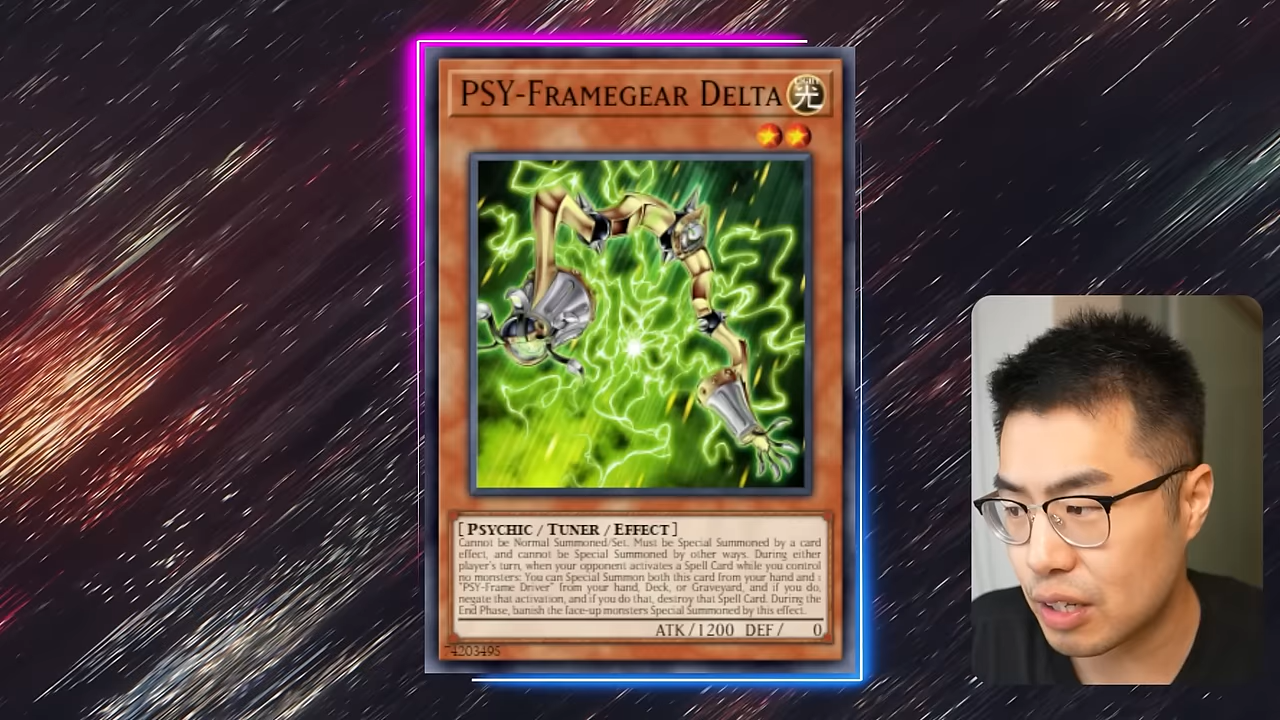 PSY-FRAMEGEAR DELTA
LIGHT
光
[PSYCHIC / TUNER / EFFECT]
Cannot be Normal Summoned/Set. Must be Special Summoned by a card
effect, and cannot be Special Summoned by other ways. During either
player's turn, when your opponent activates a Spell Card while you control
no monsters: You can Special Summon both this card from your hand and 1
"PSY-Frame Driver" from your hand, Deck, or Graveyard, and if you do,
negate that activation, and if you do that, destroy that Spell Card. During the
End Phase, banish the face-up monsters Special Summoned by this effect.
ATK/1200 DEF/ 0
74203495